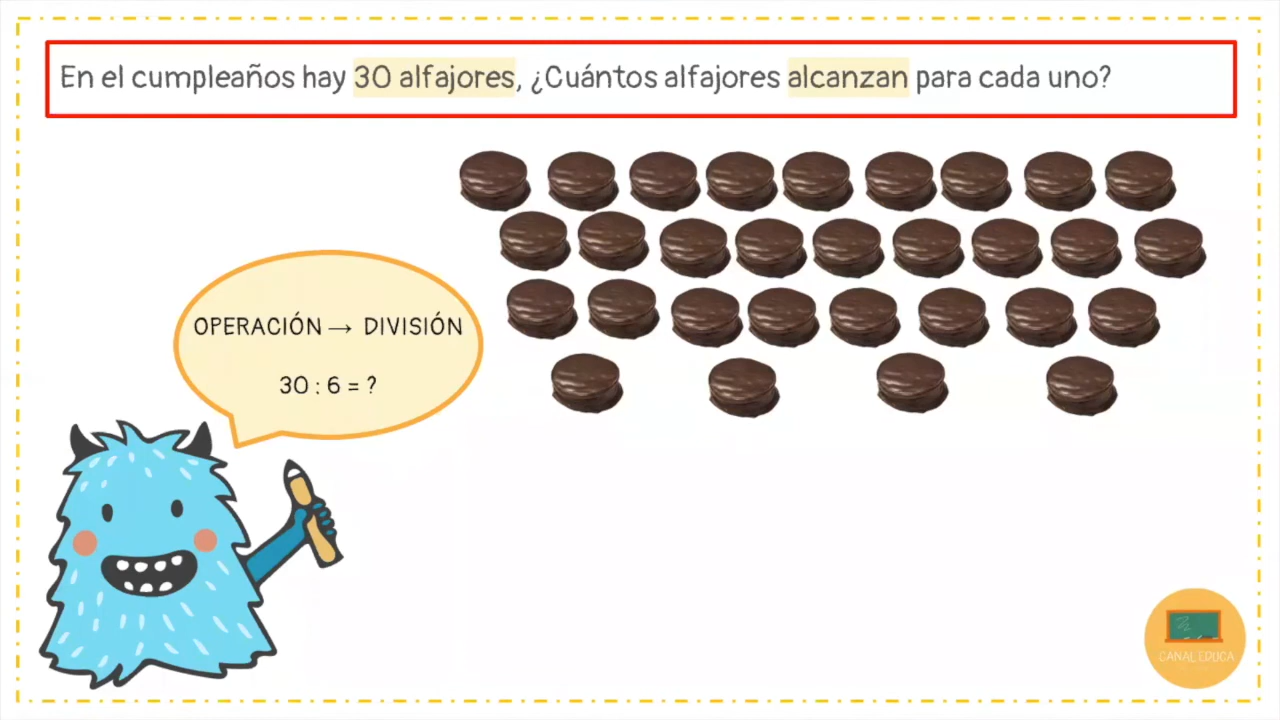 En el cumpleaños hay 30 alfajores, ¿Cuántos alfajores alcanzan para cada uno?
OPERACIÓN → DIVISIÓN
30 : 6 = ?
CANAL EDUCA